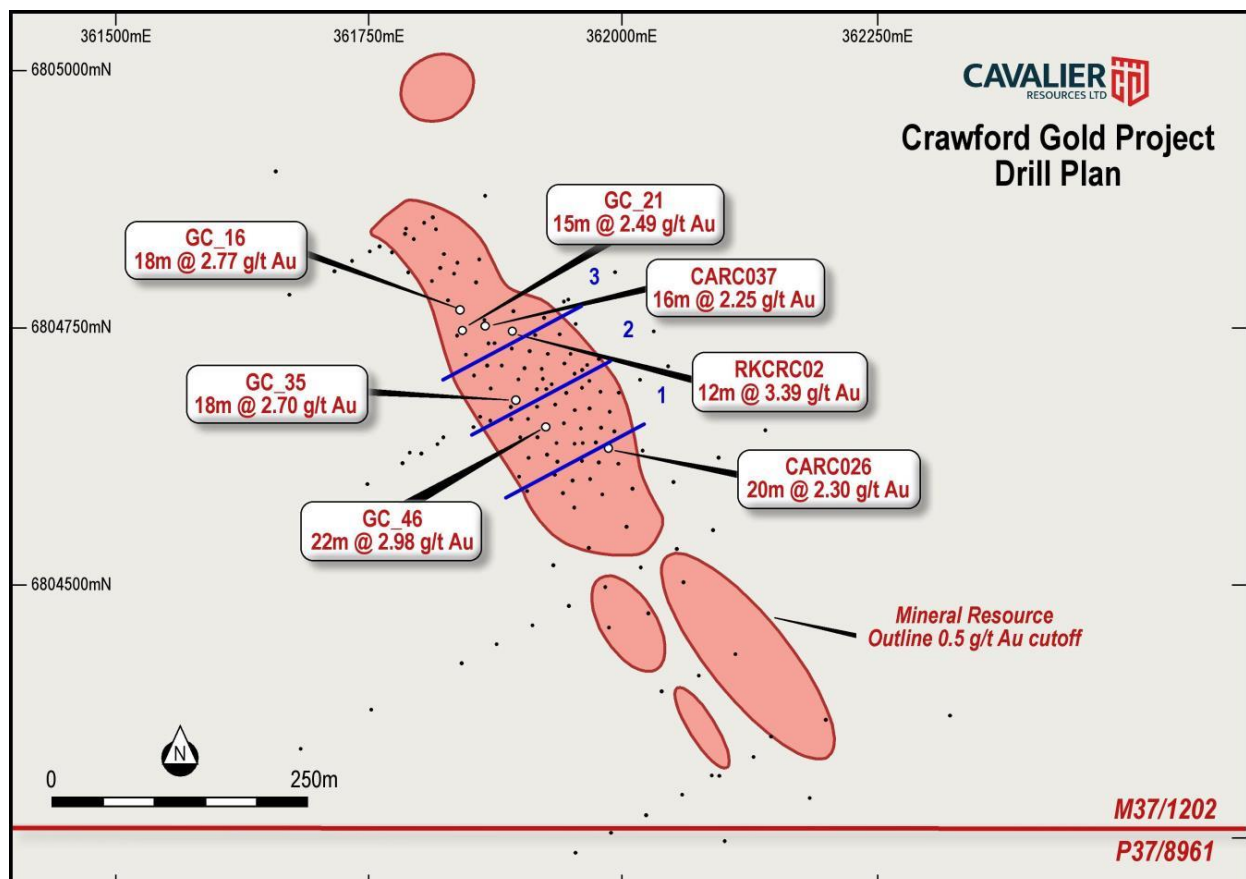 361500mE
361750mE
362000mE
362250mE
6805000mN
CAVALIER
RESOURCES LTD
Crawford Gold Project
Drill Plan
GC_21
15m @ 2.49 g/t Au
GC_16
18m @ 2.77 g/t Au
3
CARC037
16m @ 2.25 g/t Au
6804750mN
2
RKCRC02
12m @ 3.39 g/t Au
GC_35
18m @ 2.70 g/t Au
1
CARC026
20m @ 2.30 g/t Au
GC_46
22m @ 2.98 g/t Au
6804500mN
Mineral Resource
Outline 0.5 g/t Au cutoff
N
0
250m
M37/1202
P37/8961